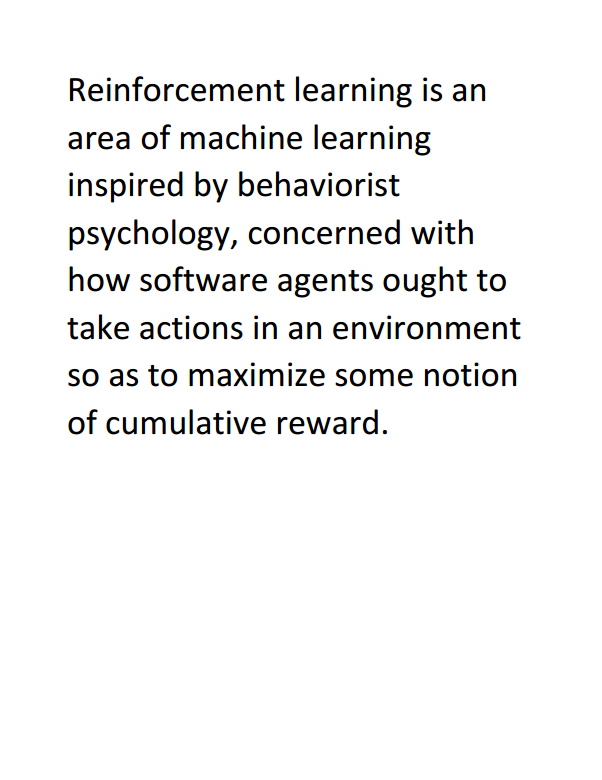 Reinforcement learning is an
area of machine learning
inspired by behaviorist
psychology, concerned with
how software agents ought to
take actions in an environment
so as to maximize some notion
of cumulative reward.